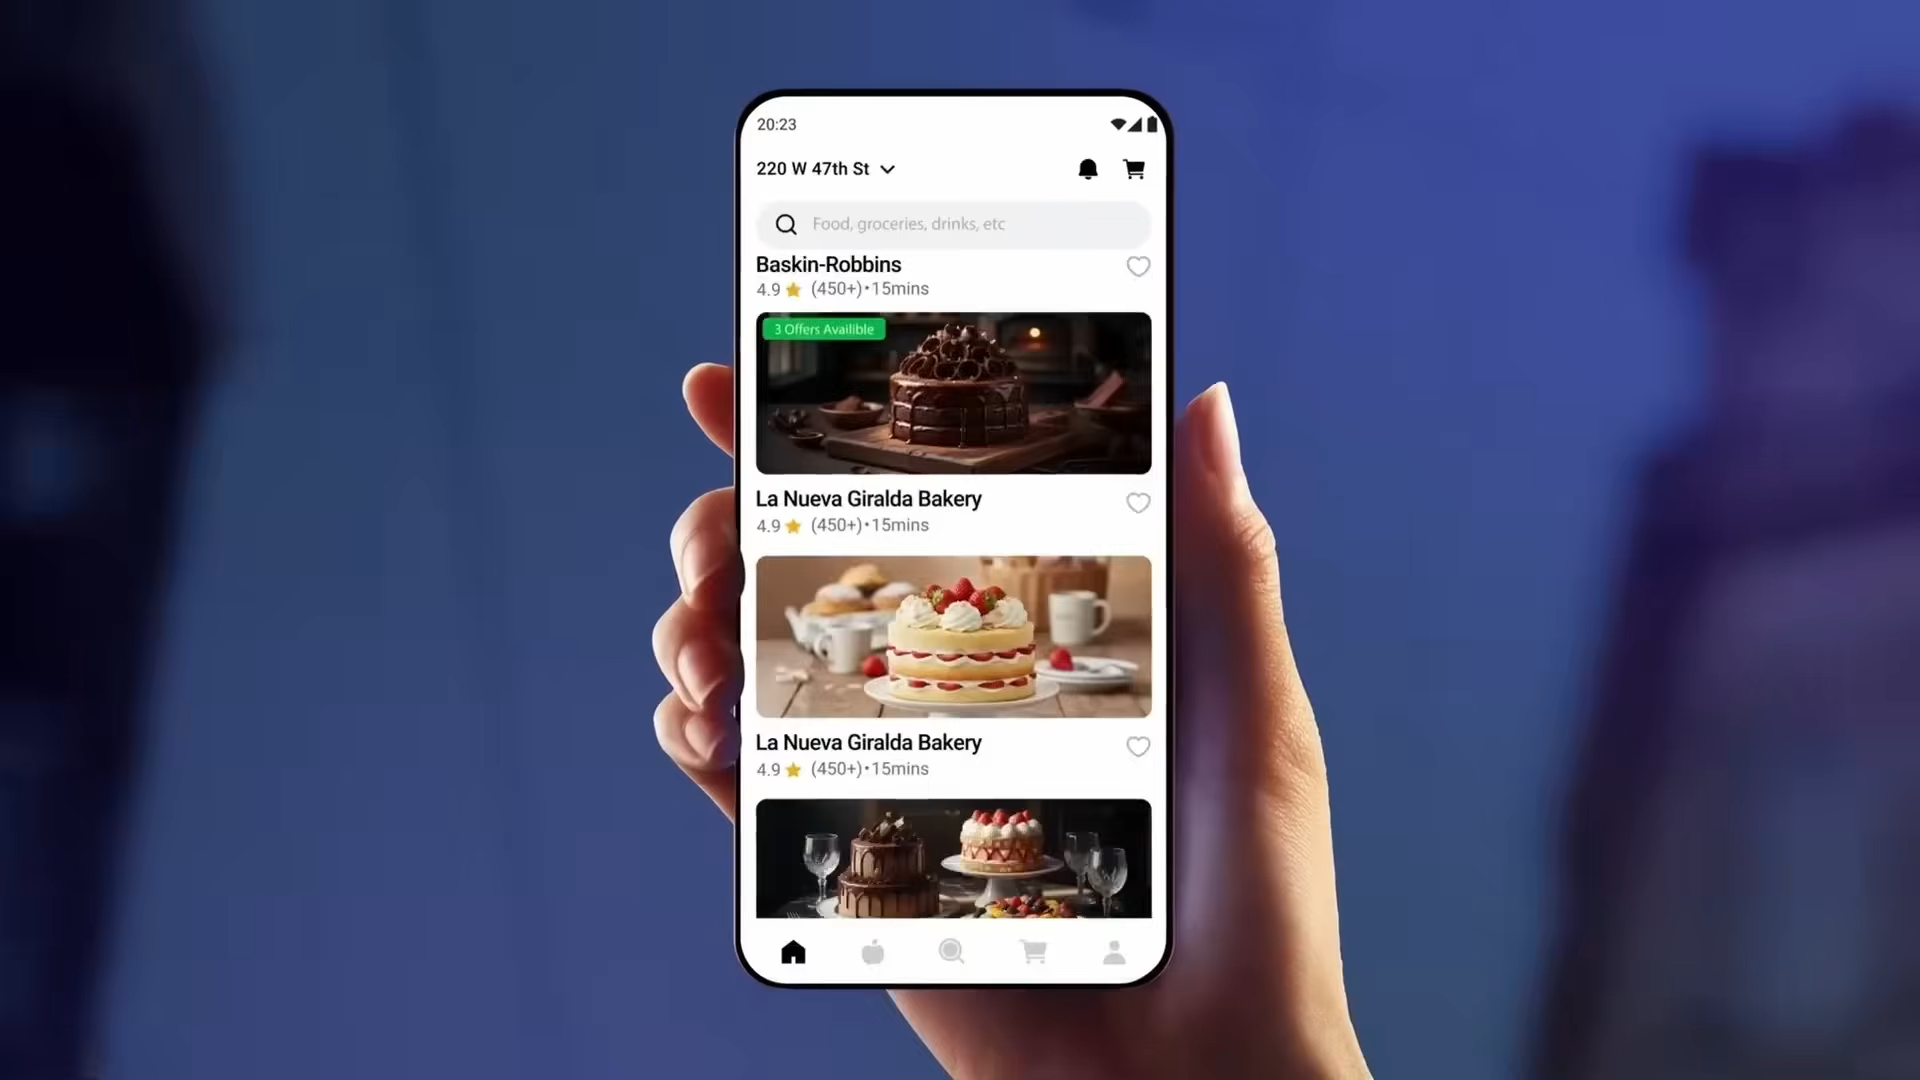 20:23
220 W 47th St
Food, groceries, drinks, etc
Baskin-Robbins
4.9 (450+)•15mins
3 Offers Availible
La Nueva Giralda Bakery
4.9 (450+)•15mins
La Nueva Giralda Bakery
4.9 (450+)•15mins